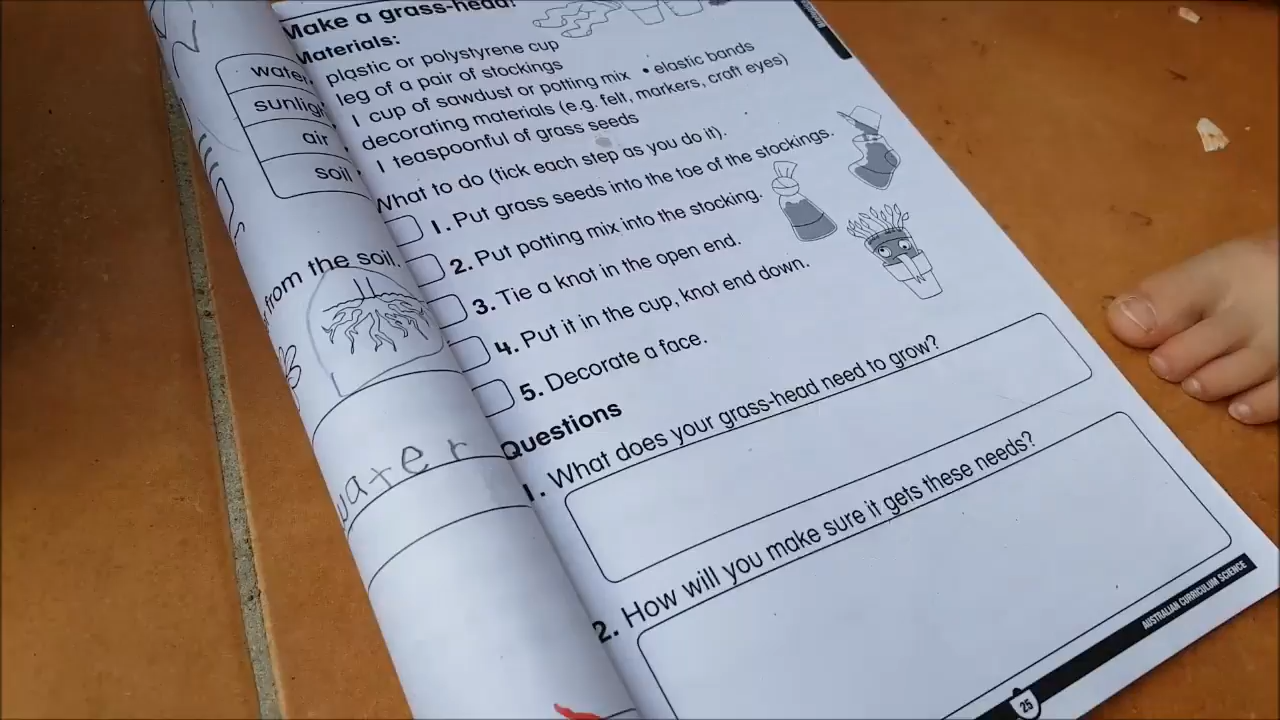 water
sunligh
air
soil
from the soil.
water
Make a grass-head!
Materials:
plastic or polystyrene cup
leg of a pair of stockings
1 cup of sawdust or potting mix • elastic bands
decorating materials (e.g. felt, markers, craft eyes)
1 teaspoonful of grass seeds
What to do (tick each step as you do it).
1. Put grass seeds into the toe of the stockings.
2. Put potting mix into the stocking.
3. Tie a knot in the open end.
4. Put it in the cup, knot end down.
5. Decorate a face.
Questions
1. What does your grass-head need to grow?
2. How will you make sure it gets these needs?
25
AUSTRALIAN CURRICULUM SCIENCE